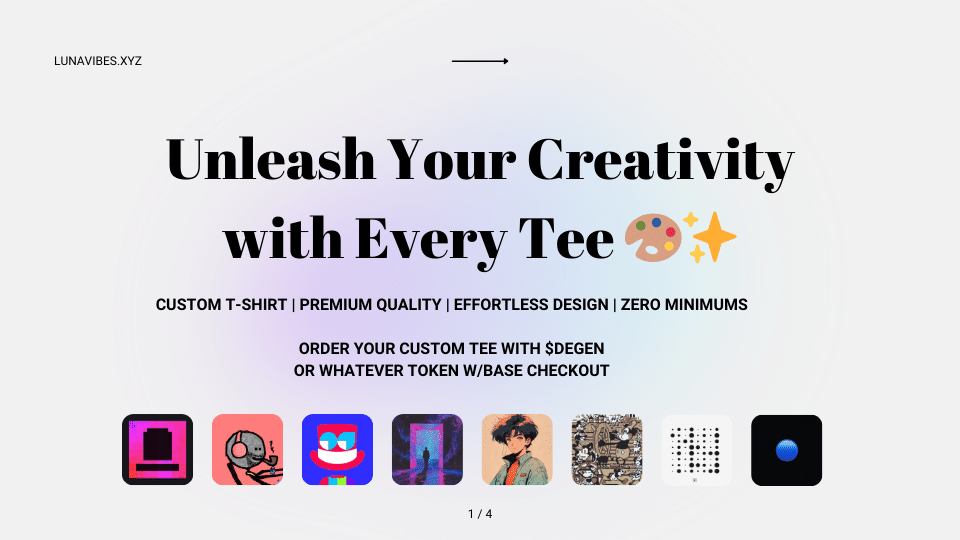 LUNAVIBES.XYZ
Unleash Your Creativity
with Every Tee 🎨✨
CUSTOM T-SHIRT | PREMIUM QUALITY | EFFORTLESS DESIGN | ZERO MINIMUMS
ORDER YOUR CUSTOM TEE WITH $DEGEN
OR WHATEVER TOKEN W/BASE CHECKOUT
1 / 4